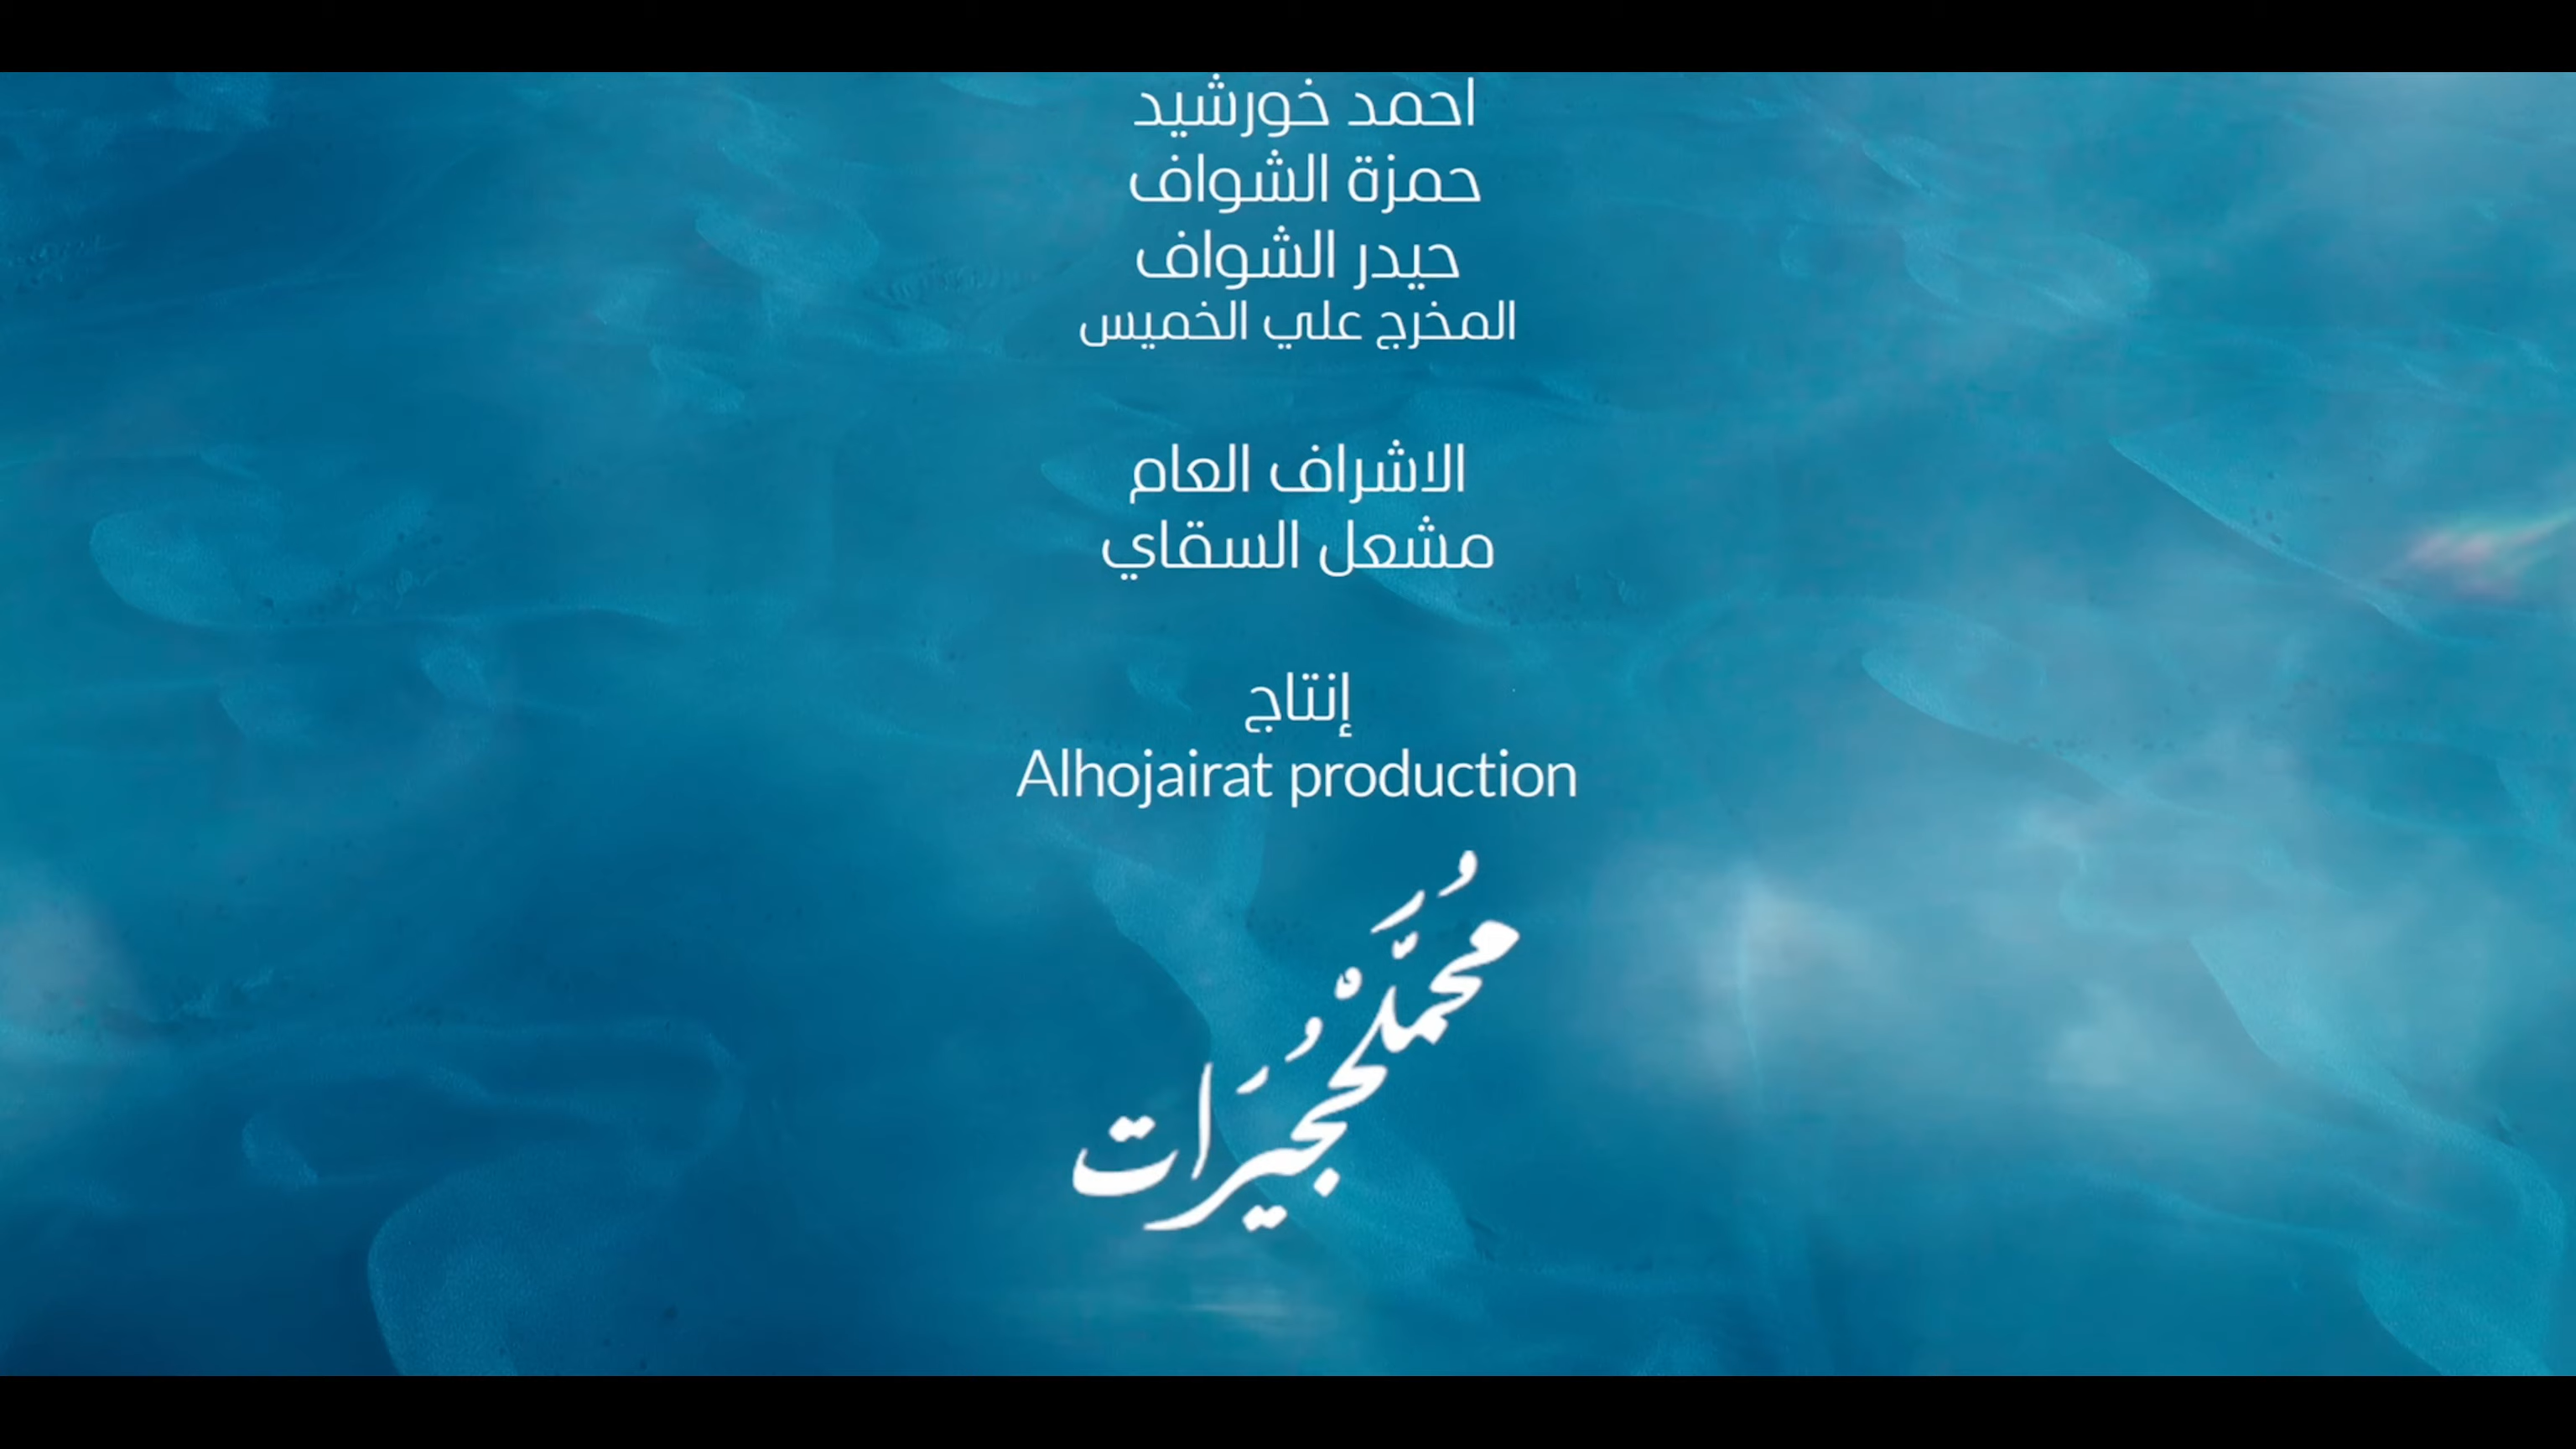 احمد خورشيد
حمزة الشواف
حيدر الشواف
المخرج علي الخميس
الاشراف العام
مشعل السقاي
إنتاج
Alhojairat production
محمد الحجيرات